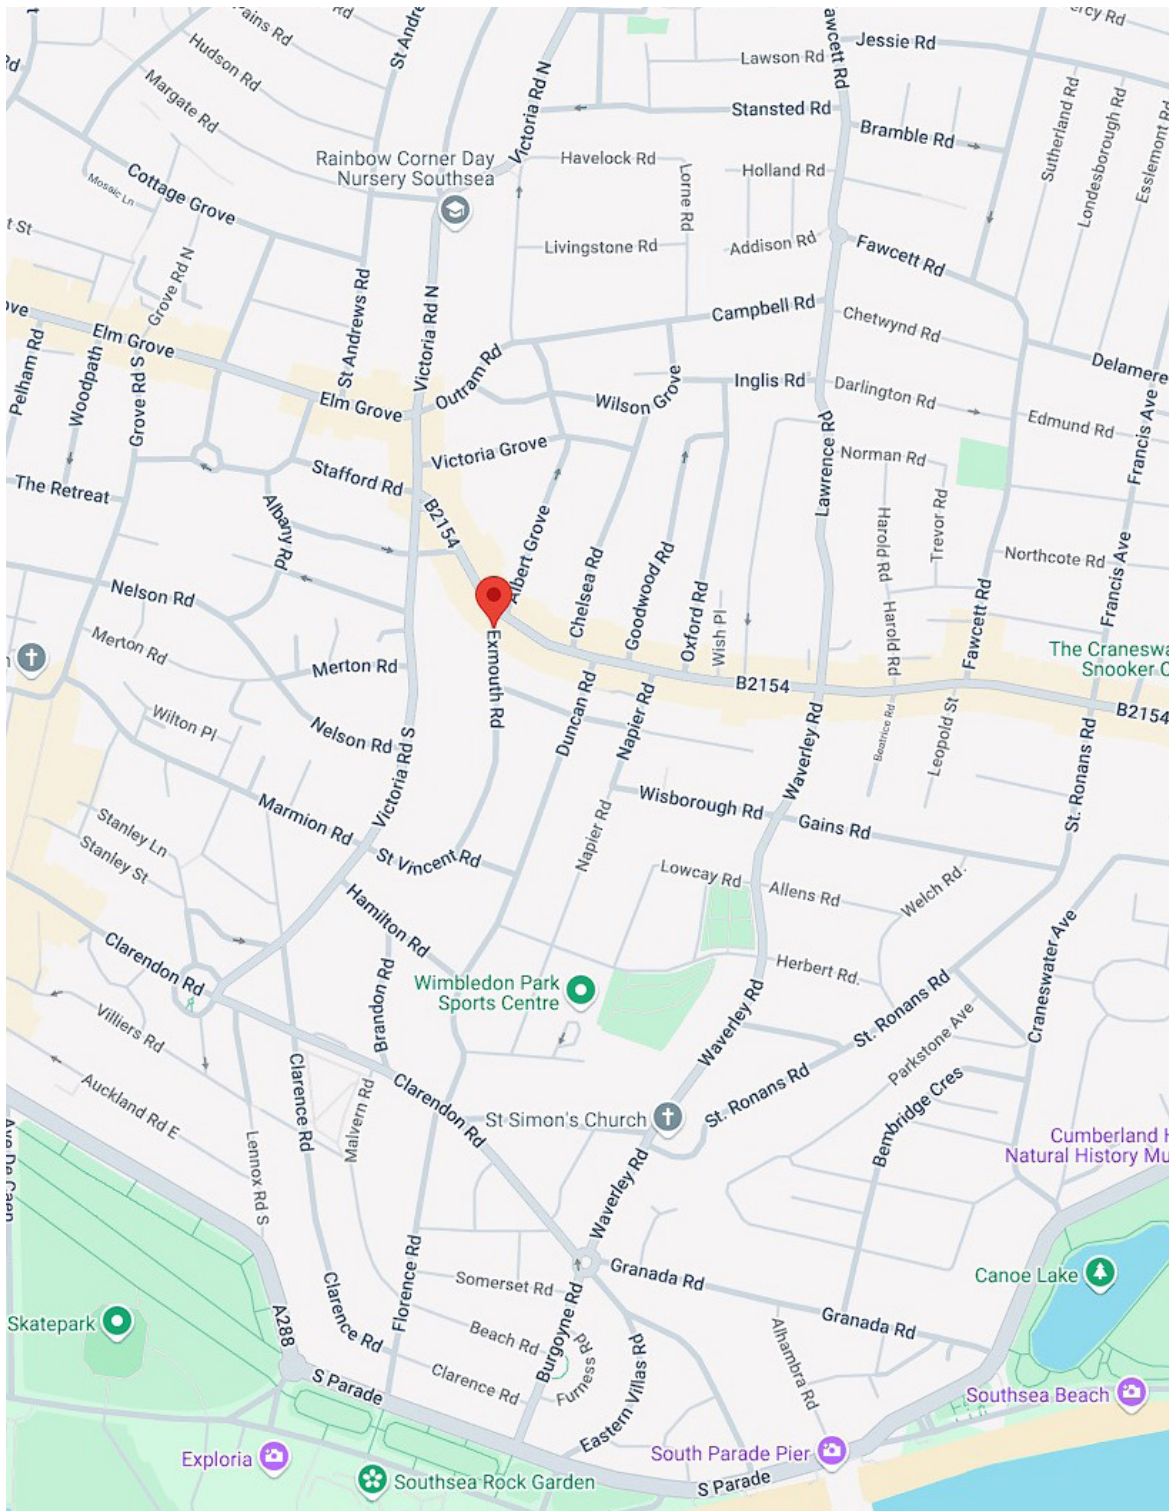 St Andre
Hudson Rd
Margate Rd
Victoria Rd N
Fawcett Rd
Lawson Rd
Jessie Rd
Stansted Rd
Bramble Rd
Sutherland Rd
Londesborough Rd
Esslemont Rd
Rainbow Corner Day
Nursery Southsea
Havelock Rd
Lorne Rd
Holland Rd
Cottage Grove
Mosaic Ln
t St
Grove Rd N
Livingstone Rd
Addison Rd
Fawcett Rd
St Andrews Rd
Victoria Rd N
Campbell Rd
Chetwynd Rd
ove
Elm Grove
Pelham Rd
Woodpath
Grove Rd S
Elm Grove
Outram Rd
Wilson Grove
Inglis Rd
Darlington Rd
Delamere
Edmund Rd
Francis Ave
Victoria Grove
Stafford Rd
Lawrence Rd
Norman Rd
The Retreat
Albany Rd
B2154
Albert Grove
Chelsea Rd
Goodwood Rd
Oxford Rd
Wish Pl
Harold Rd
Trevor Rd
Northcote Rd
Francis Ave
Nelson Rd
Merton Rd
Merton Rd
Exmouth Rd
Harold Rd
Fawcett Rd
The Craneswa
Snooker C
B2154
B2154
Wilton Pl
Nelson Rd
Victoria Rd S
Duncan Rd
Napier Rd
Waverley Rd
Beatrice Rd
Leopold St
St. Ronans Rd
Marmion Rd
Stanley Ln
Stanley St
St Vincent Rd
Napier Rd
Wisborough Rd
Gains Rd
Hamilton Rd
Lowcay Rd
Allens Rd
Welch Rd.
Clarendon Rd
Brandon Rd
Wimbledon Park
Sports Centre
Herbert Rd.
Craneswater Ave
Villiers Rd
Waverley Rd
St. Ronans Rd
Parkstone Ave
Auckland Rd E
Clarence Rd
Malvern Rd
Clarendon Rd
St Simon's Church
St. Ronans Rd
Bembridge Cres
Ave De Caen
Lennox Rd S
Waverley Rd
Cumberland H
Natural History Mu
Florence Rd
Granada Rd
Canoe Lake
Somerset Rd
Skatepark
A288
Clarence Rd
Beach Rd
Burgoyne Rd
Furness Rd
Eastern Villas Rd
Alhambra Rd
Granada Rd
S Parade
Clarence Rd
Southsea Beach
Exploria
Southsea Rock Garden
South Parade Pier
S Parade